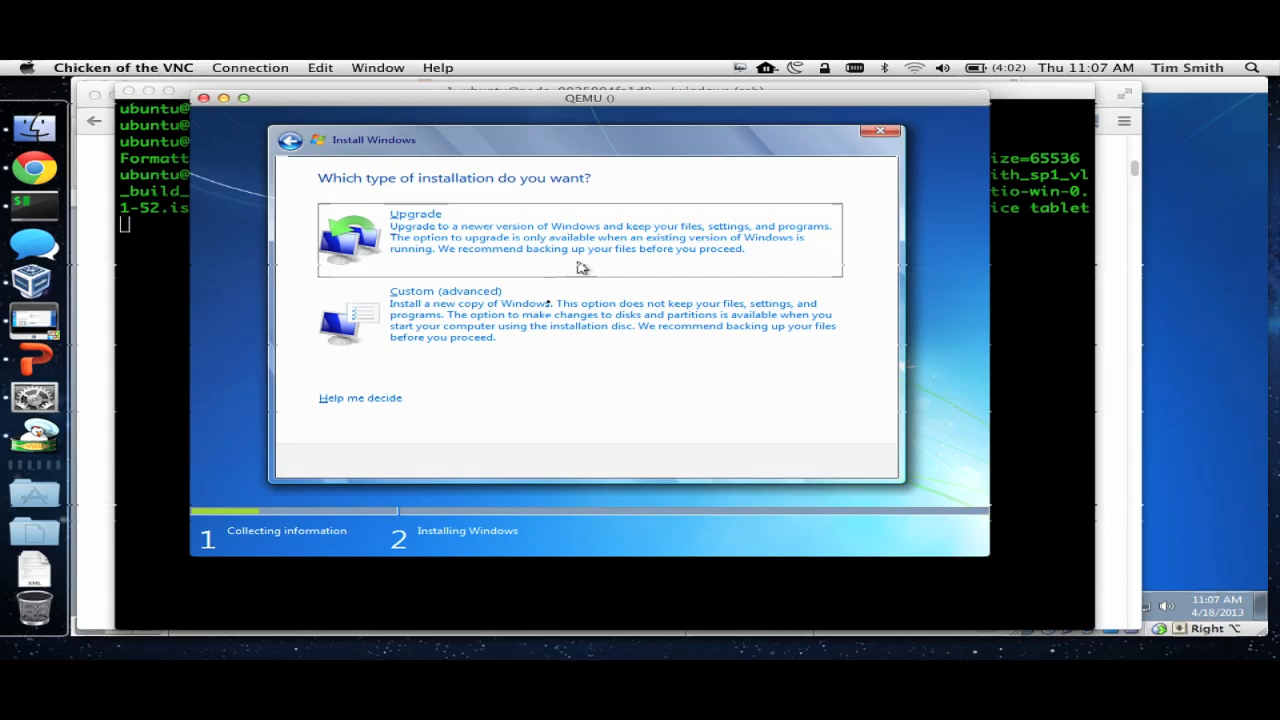 Chicken of the VNC Connection Edit Window Help (4:02) Thu 11:07 AM Tim Smith
QEMU ()
ubuntu@
ubuntu@
ubuntu@
Formatt ize=65536
ubuntu@ ith_sp1_vl
_build_ tio-win-0.
1-52.is ice tablet
Install Windows
Which type of installation do you want?
Upgrade
Upgrade to a newer version of Windows and keep your files, settings, and programs.
The option to upgrade is only available when an existing version of Windows is
running. We recommend backing up your files before you proceed.
Custom (advanced)
Install a new copy of Windows. This option does not keep your files, settings, and
programs. The option to make changes to disks and partitions is available when you
start your computer using the installation disc. We recommend backing up your files
before you proceed.
Help me decide
1 Collecting information
2 Installing Windows
XML
11:07 AM
4/18/2013
Right ⌥